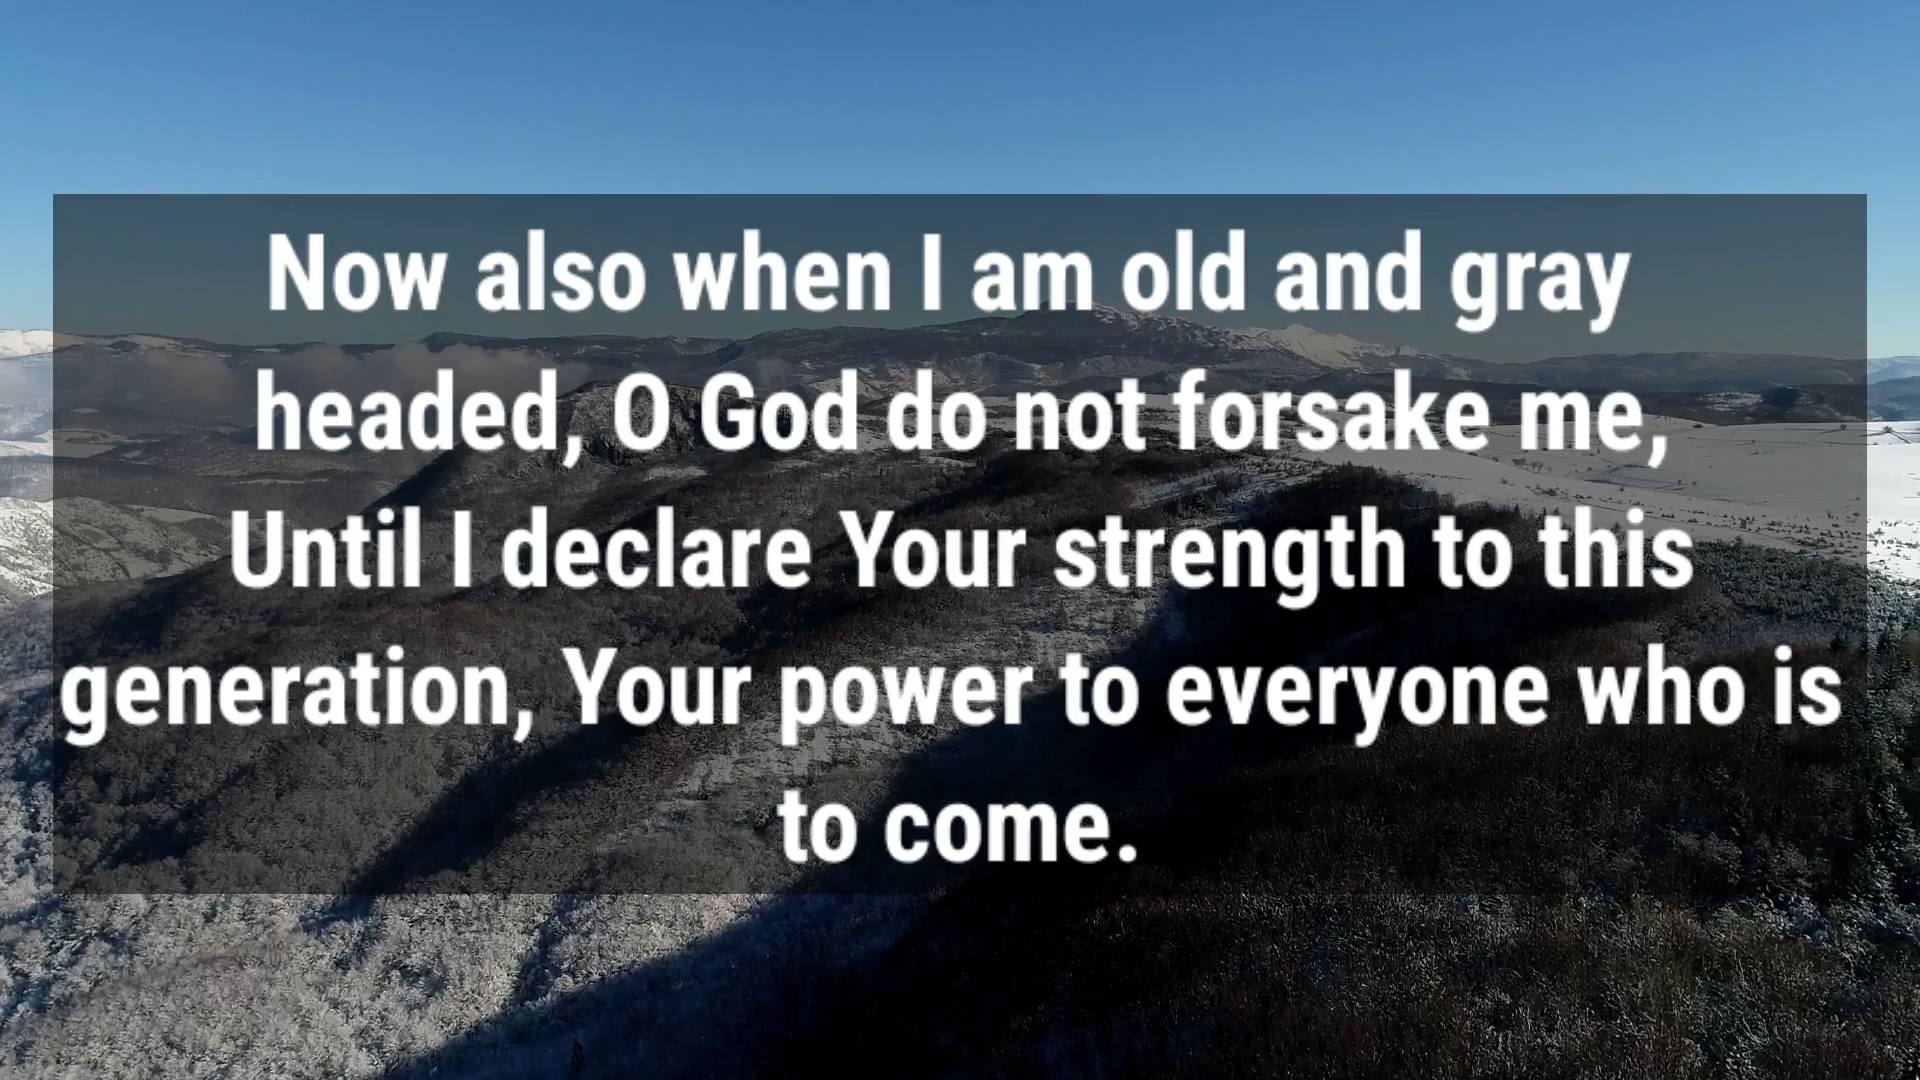 Now also when I am old and gray
headed, O God do not forsake me,
Until I declare Your strength to this
generation, Your power to everyone who is
to come.